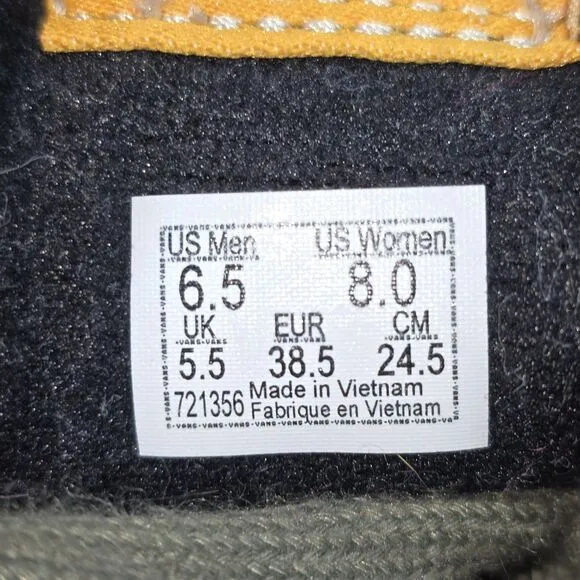 US Men US Women
6.5 8.0
UK EUR CM
5.5 38.5 24.5
721356 Made in Vietnam
Fabrique en Vietnam